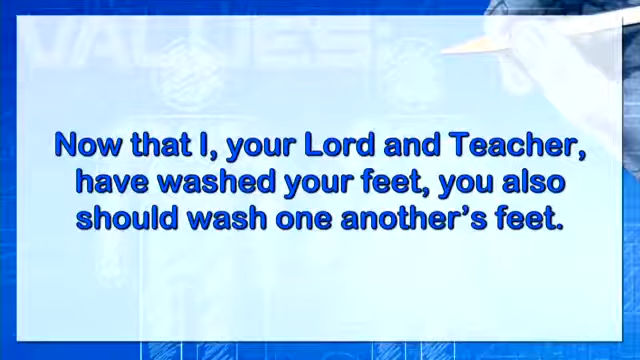 VALUES
Now that I, your Lord and Teacher,
have washed your feet, you also
should wash one another's feet.